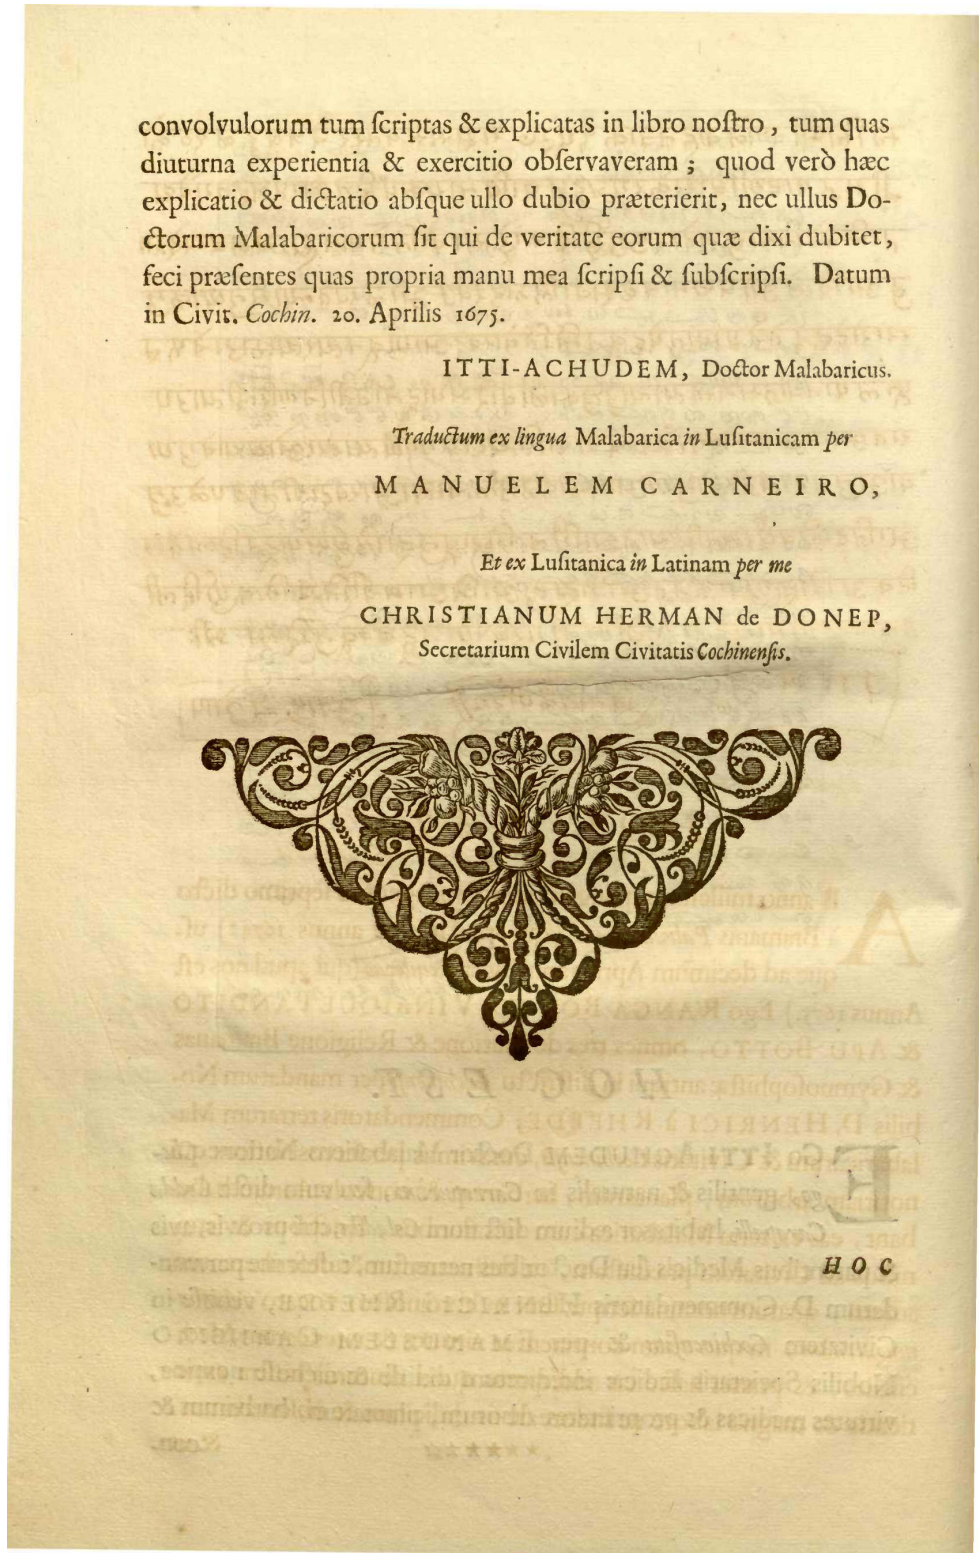 convolvulorum tum ſcriptas & explicatas in libro noſtro, tum quas
diuturna experientia & exercitio obſervaveram; quod verò hæc
explicatio & dictatio abſque ullo dubio præterierit, nec ullus Do-
ctorum Malabaricorum ſit qui de veritate eorum quæ dixi dubitet,
feci præſentes quas propria manu mea ſcripſi & ſubſcripſi. Datum
in Civit. Cochin. 20. Aprilis 1675.
ITTI-ACHUDEM, Doctor Malabaricus.
Traductum ex lingua Malabarica in Luſitanicam per
MANUELEM CARNEIRO,
Et ex Luſitanica in Latinam per me
CHRISTIANUM HERMAN de DONEP,
Secretarium Civilem Civitatis Cochinenſis.
HOC